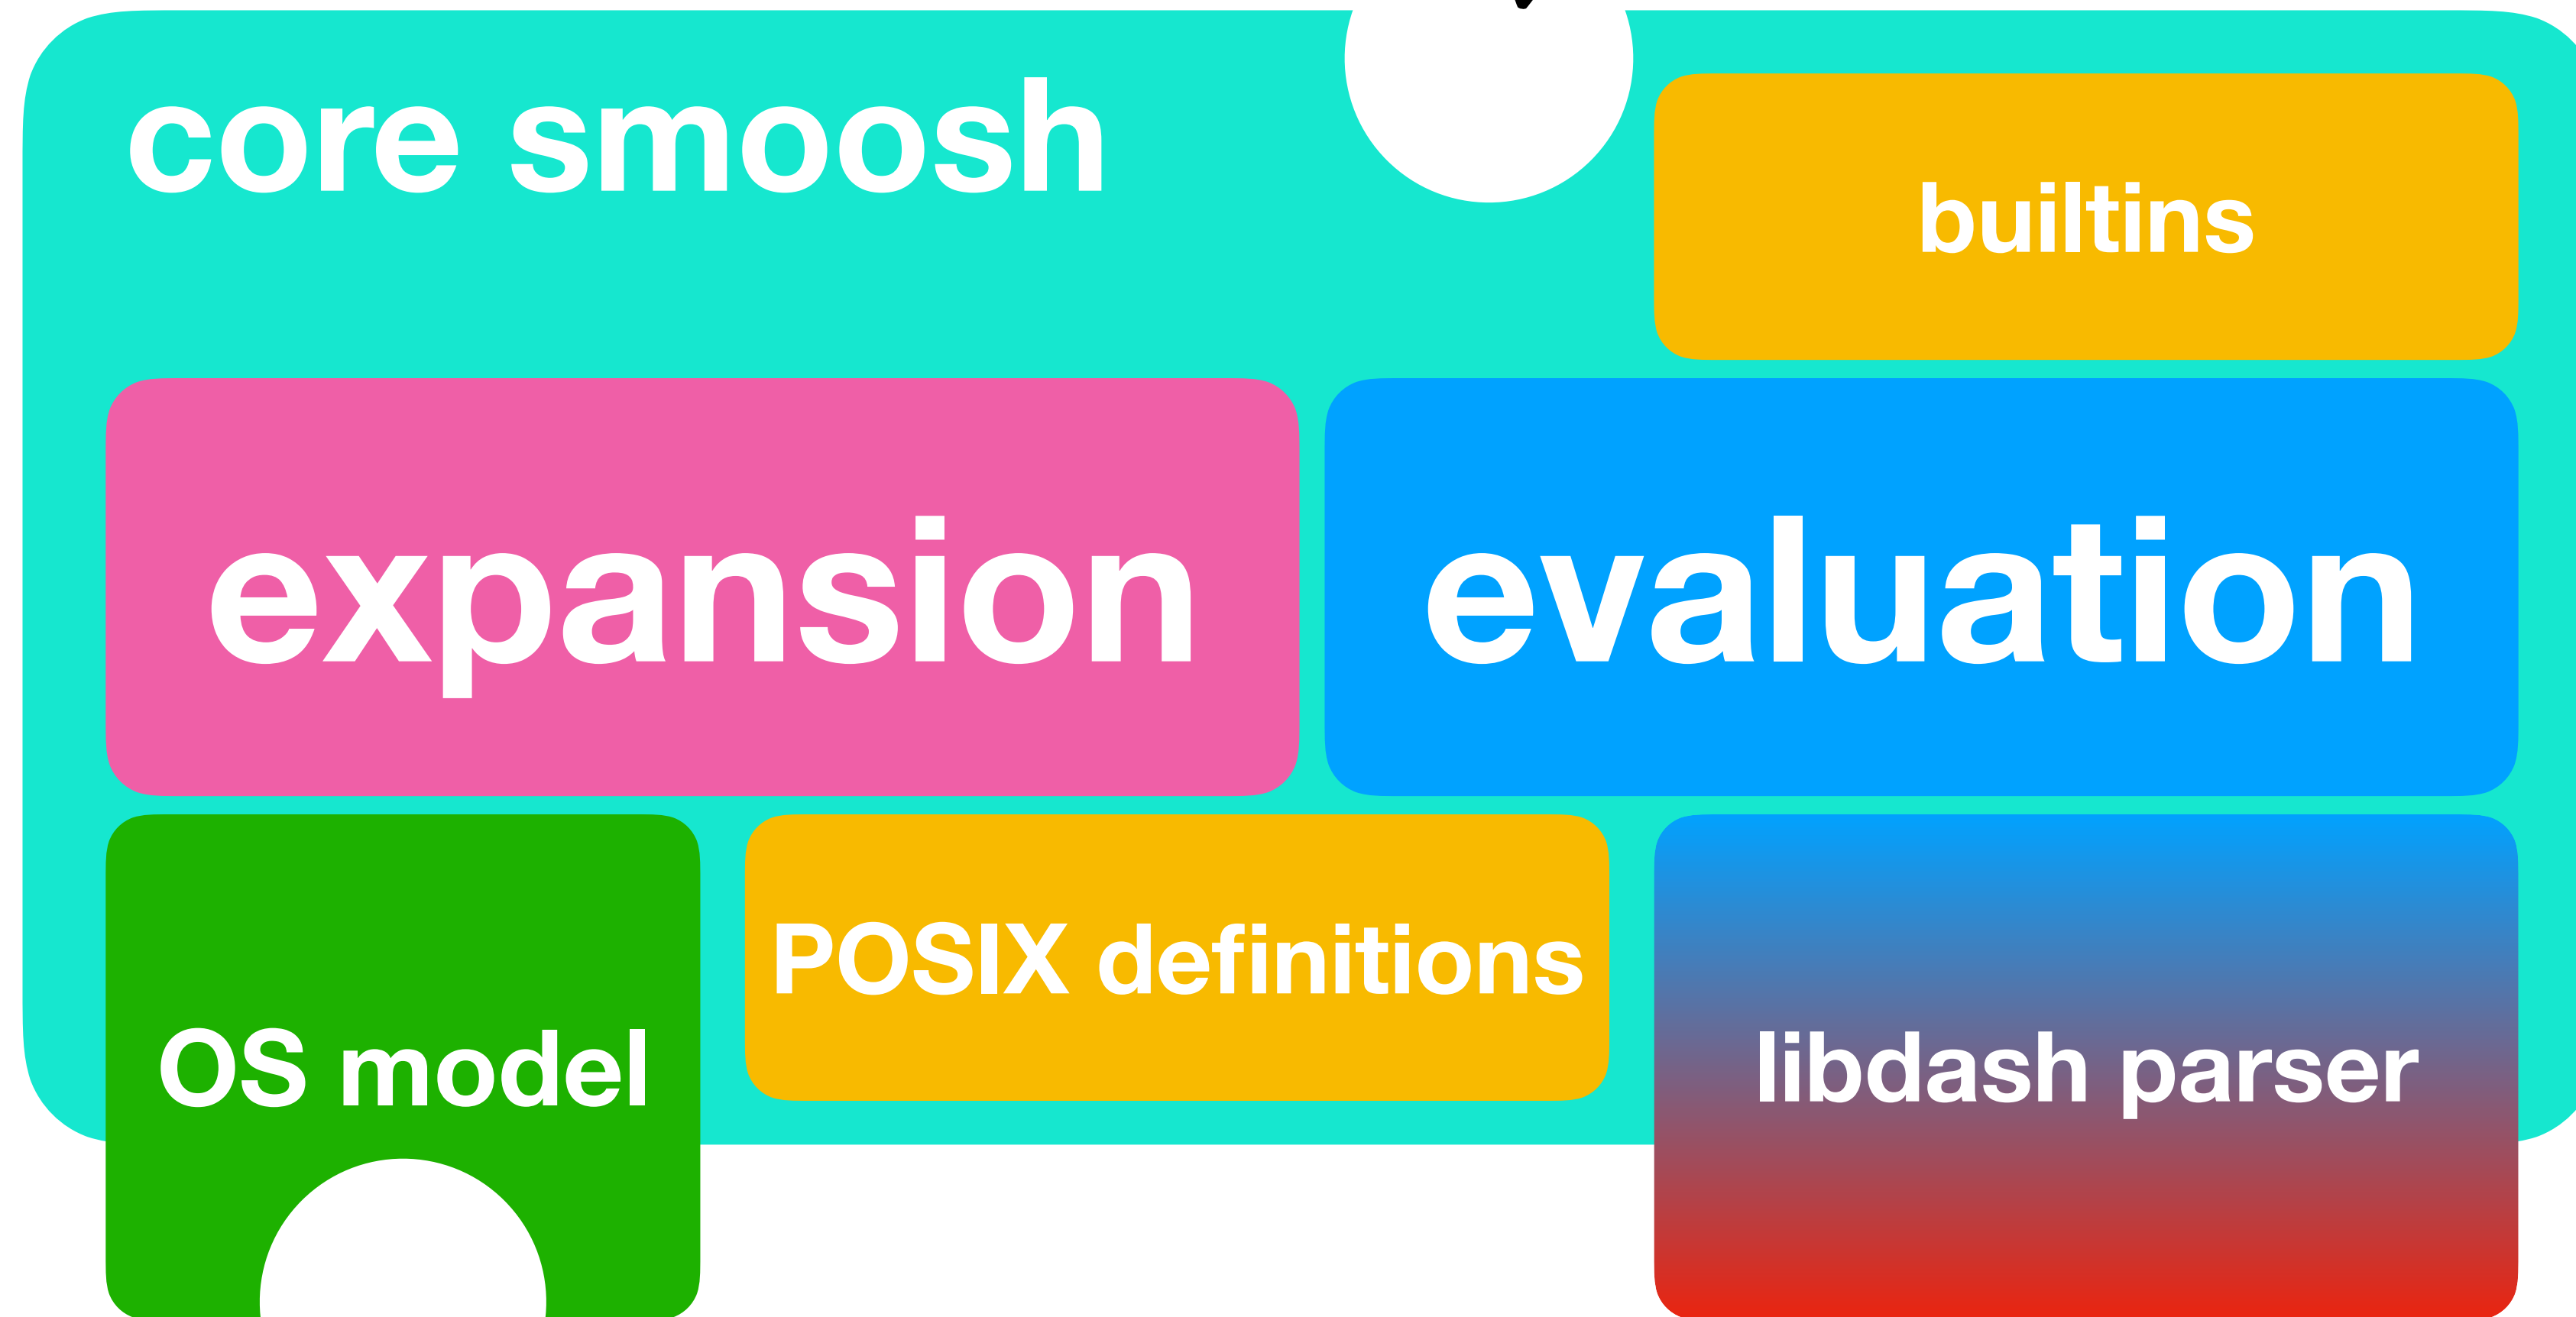 core smoosh
builtins
expansion
evaluation
OS model
POSIX definitions
libdash parser